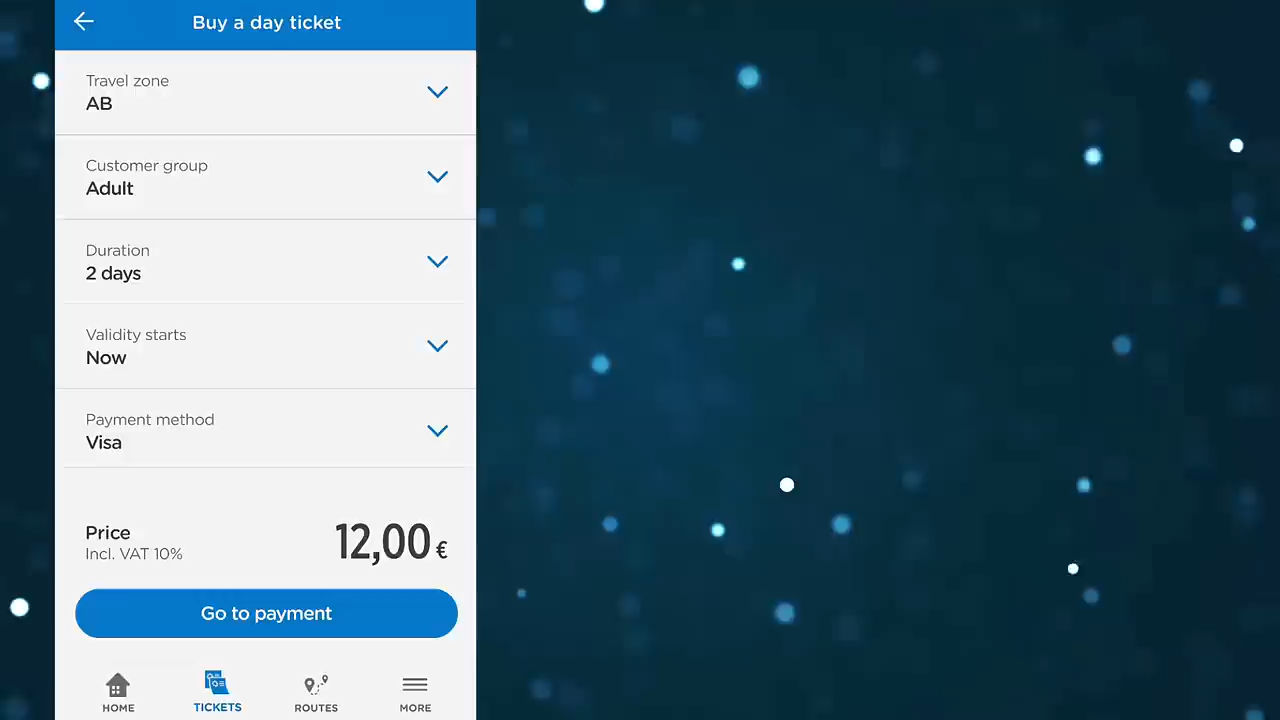 Buy a day ticket
Travel zone
AB
Customer group
Adult
Duration
2 days
Validity starts
Now
Payment method
Visa
Price
12,00 €
Incl. VAT 10%
Go to payment
HOME
TICKETS
ROUTES
MORE